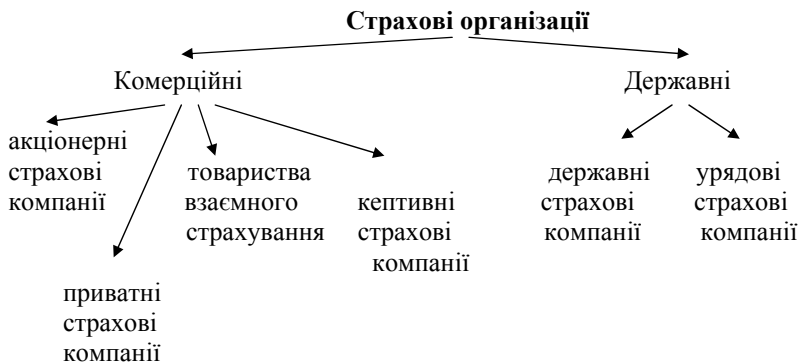 Страхові організації
Комерційні
Державні
акціонерні
страхові
компанії
приватні
страхові
компанії
товариства
взаємного
страхування
кептивні
страхові
компанії
державні
страхові
компанії
урядові
страхові
компанії